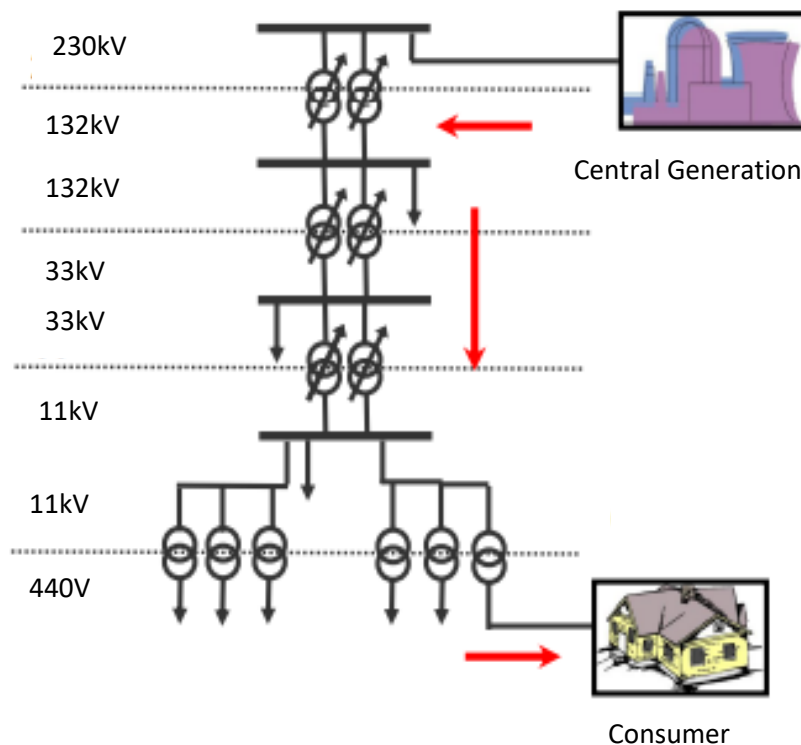 230kV
132kV
Central Generation
132kV
33kV
33kV
11kV
11kV
440V
Consumer